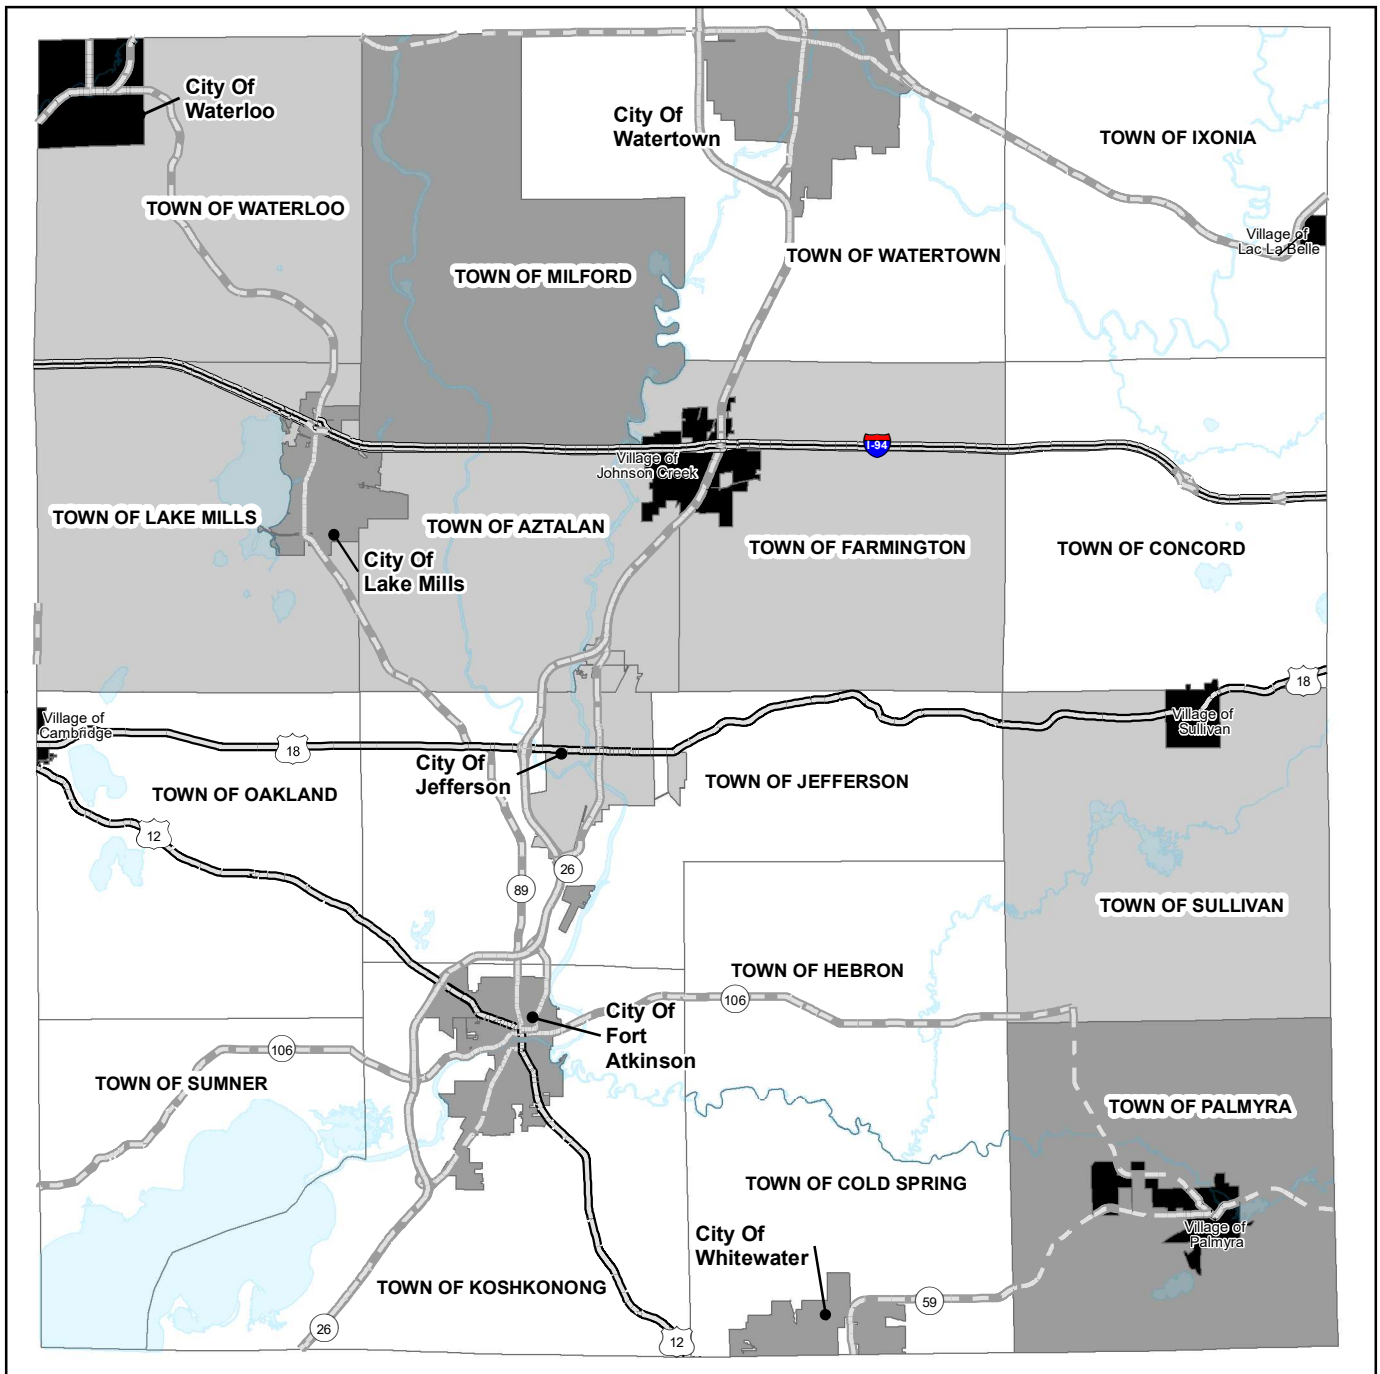 City Of
Waterloo
City Of
Watertown
TOWN OF IXONIA
TOWN OF WATERLOO
Village of
Lac La Belle
TOWN OF WATERTOWN
TOWN OF MILFORD
I-94
Village of
Johnson Creek
TOWN OF LAKE MILLS
TOWN OF AZTALAN
TOWN OF FARMINGTON
TOWN OF CONCORD
City Of
Lake Mills
18
Village of
Cambridge
Village of
Sullivan
18
City Of
Jefferson
TOWN OF JEFFERSON
TOWN OF OAKLAND
12
26
89
TOWN OF SULLIVAN
TOWN OF HEBRON
106
City Of
Fort
Atkinson
106
TOWN OF SUMNER
TOWN OF PALMYRA
TOWN OF COLD SPRING
Village of
Palmyra
City Of
Whitewater
TOWN OF KOSHKONONG
59
26
12